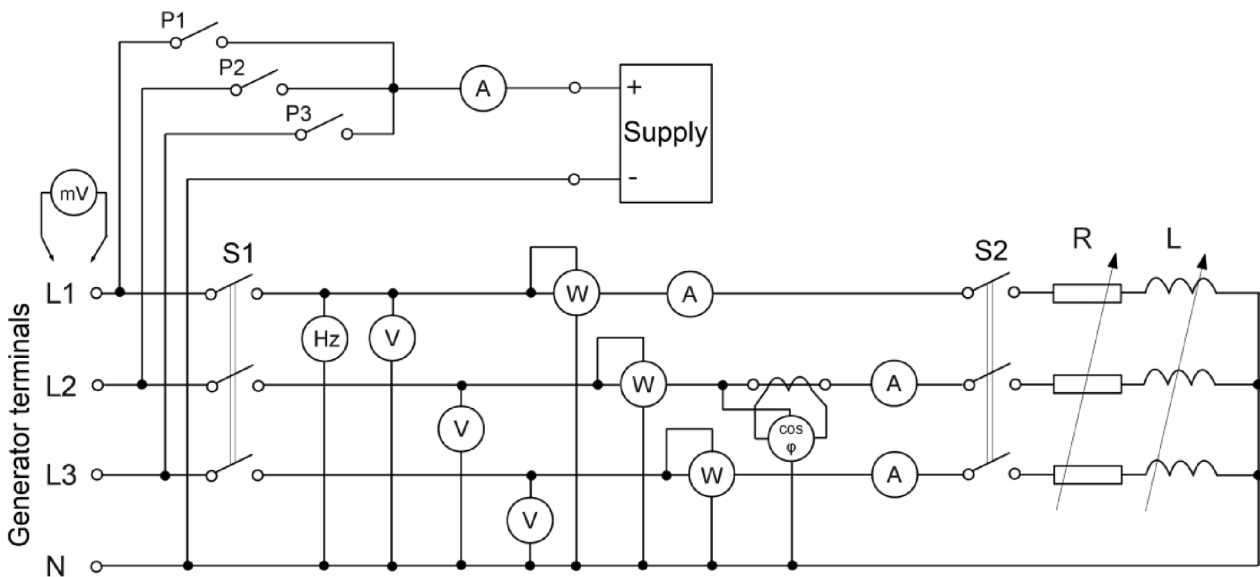 P1
P2
P3
A
+
Supply
-
mV
S1
S2
R
L
Generator terminals
L1
W
A
Hz
V
L2
W
A
V
cos
φ
L3
W
A
V
N